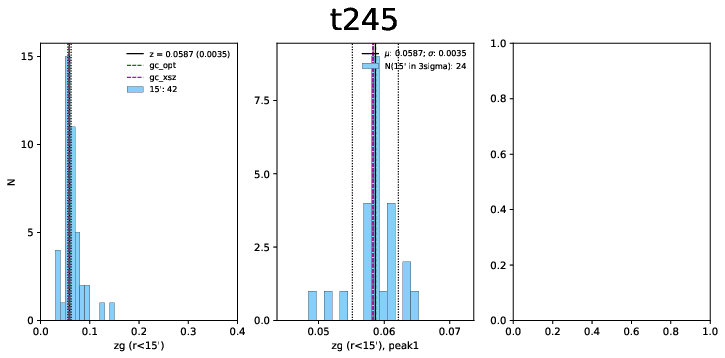 t245
z = 0.0587 (0.0035)
gc_opt
gc_xsz
15': 42
N
15
10
5
0
0.0 0.1 0.2 0.3 0.4
zg (r<15')
μ: 0.0587; σ: 0.0035
N(15' in 3sigma): 24
7.5
5.0
2.5
0.0
0.05 0.06 0.07
zg (r<15'), peak1
1.0
0.8
0.6
0.4
0.2
0.0
0.0 0.2 0.4 0.6 0.8 1.0